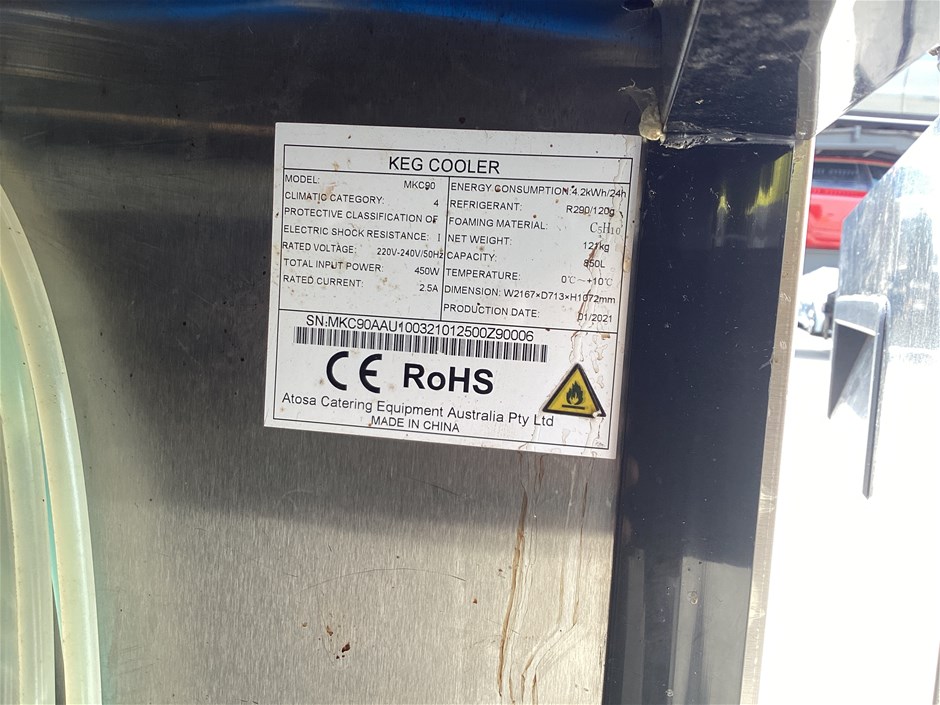 KEG COOLER
MODEL: MKC90
CLIMATIC CATEGORY: 4
PROTECTIVE CLASSIFICATION OF
ELECTRIC SHOCK RESISTANCE: I
RATED VOLTAGE: 220V-240V/50Hz
TOTAL INPUT POWER: 450W
RATED CURRENT: 2.5A
ENERGY CONSUMPTION: 4.2kWh/24h
REFRIGERANT: R290/120g
FOAMING MATERIAL: C5H10
NET WEIGHT: 121kg
CAPACITY: 850L
TEMPERATURE: 0℃~+10℃
DIMENSION: W2167×D713×H1072mm
PRODUCTION DATE: 01/2021
SN:MKC90AAU100321012500Z90006
CE RoHS
Atosa Catering Equipment Australia Pty Ltd
MADE IN CHINA